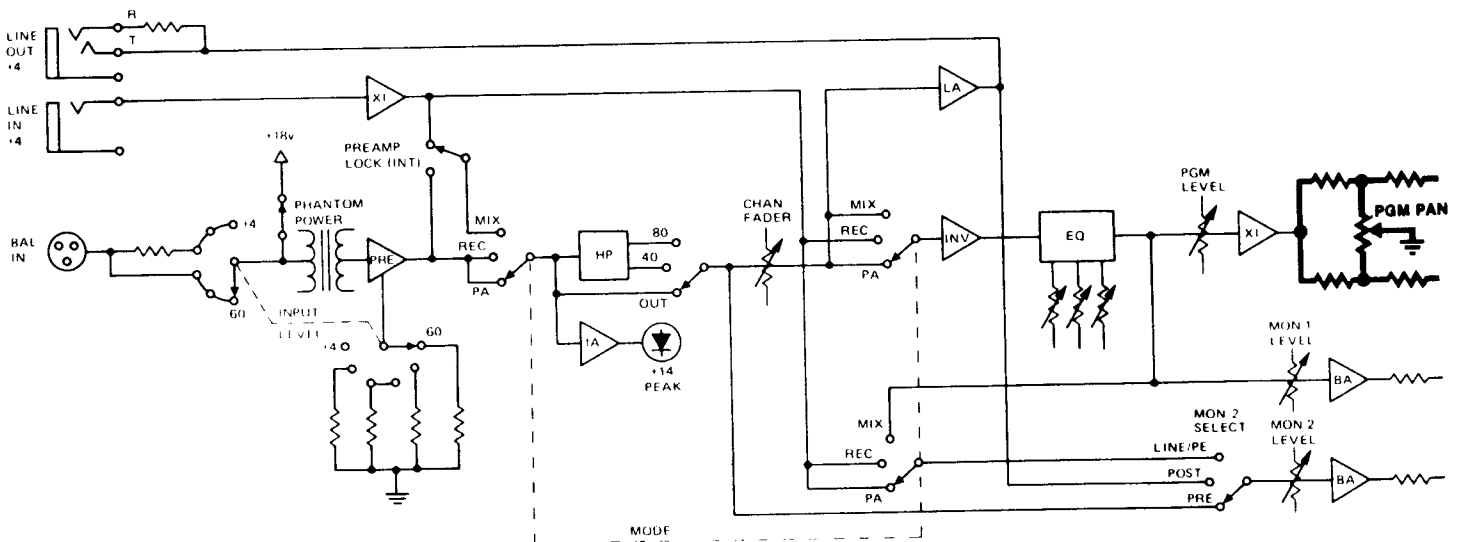 R
LINE
OUT
+4
T
LINE
IN
+4
X1
LA
+18v
PREAMP
LOCK (INT)
PHANTOM
POWER
BAL
IN
+4
60
PRE
INPUT
LEVEL
+4
60
MIX
REC
PA
HP
80
40
OUT
+14
PEAK
CHAN
FADER
MIX
REC
PA
INV
EQ
PGM
LEVEL
X1
PGM PAN
MON 1
LEVEL
BA
MIX
REC
PA
MON 2
SELECT
MON 2
LEVEL
LINE/PE
POST
PRE
BA
MODE